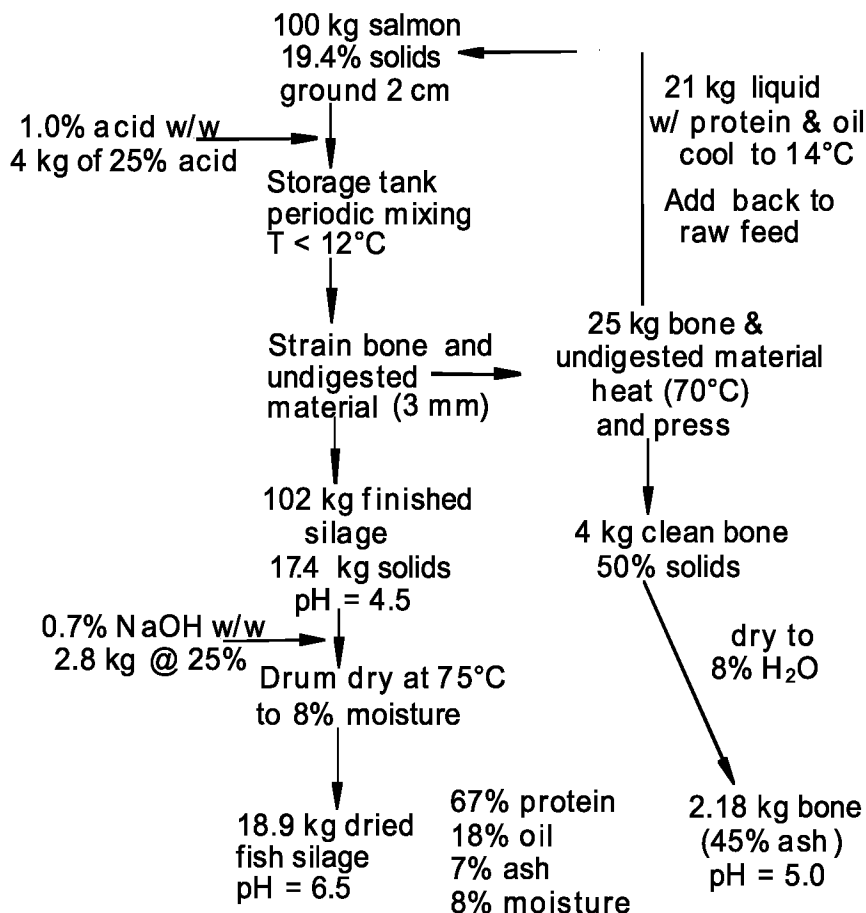 100 kg salmon
19.4% solids
ground 2 cm
1.0% acid w/w
4 kg of 25% acid
21 kg liquid
w/ protein & oil
cool to 14°C
Add back to
raw feed
Storage tank
periodic mixing
T < 12°C
Strain bone and
undigested
material (3 mm)
25 kg bone &
undigested material
heat (70°C)
and press
102 kg finished
silage
17.4 kg solids
pH = 4.5
4 kg clean bone
50% solids
0.7% NaOH w/w
2.8 kg @ 25%
dry to
8% H₂O
Drum dry at 75°C
to 8% moisture
18.9 kg dried
fish silage
pH = 6.5
67% protein
18% oil
7% ash
8% moisture
2.18 kg bone
(45% ash)
pH = 5.0